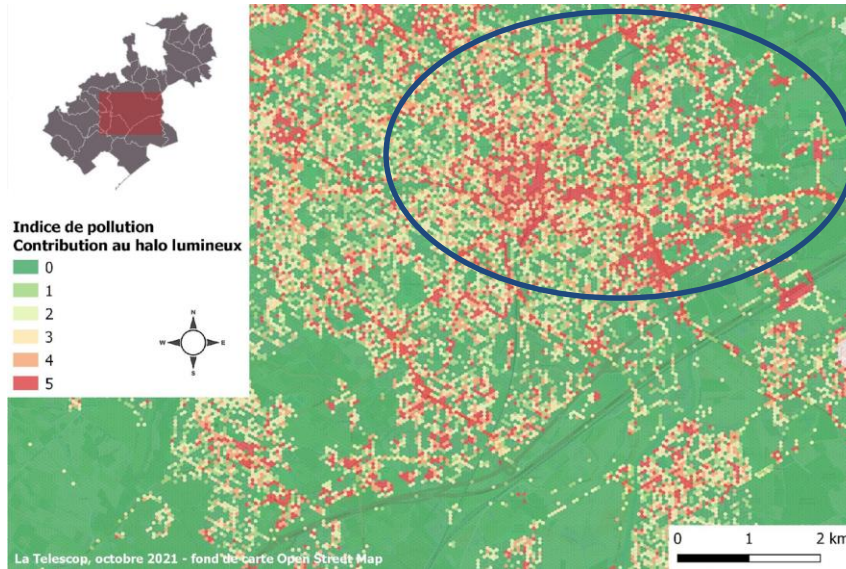 Indice de pollution
Contribution au halo lumineux
0
1
2
3
4
5
N
W E
S
La Telescop, octobre 2021 - fond de carte Open Street Map
0 1 2 km